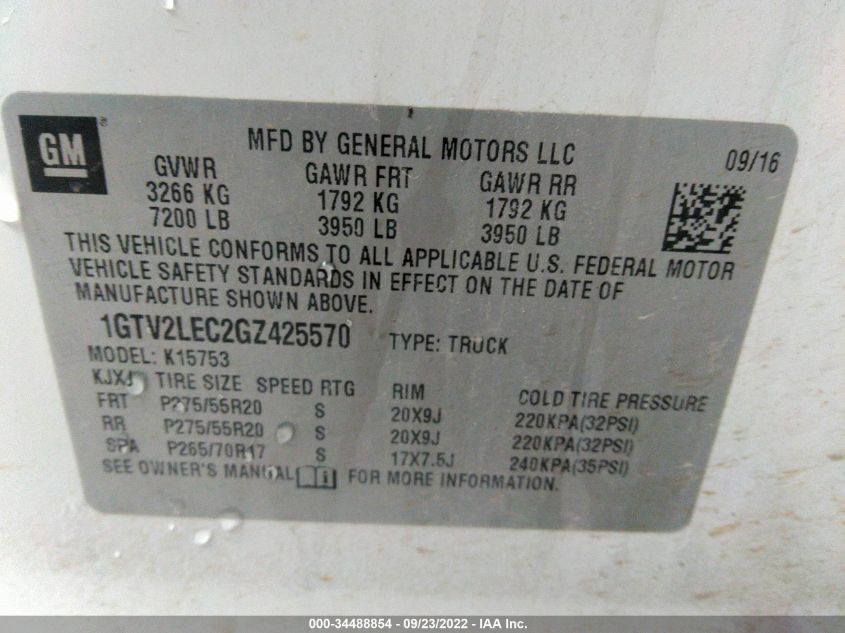 GM
MFD BY GENERAL MOTORS LLC
09/16
GVWR GAWR FRT GAWR RR
3266 KG 1792 KG 1792 KG
7200 LB 3950 LB 3950 LB
THIS VEHICLE CONFORMS TO ALL APPLICABLE U.S. FEDERAL MOTOR
VEHICLE SAFETY STANDARDS IN EFFECT ON THE DATE OF
MANUFACTURE SHOWN ABOVE.
1GTV2LEC2GZ425570 TYPE: TRUCK
MODEL: K15753
TIRE SIZE SPEED RTG RIM COLD TIRE PRESSURE
FRT P275/55R20 S 20X9J 220KPA(32PSI)
RR P275/55R20 S 20X9J 220KPA(32PSI)
SPA P265/70R17 S 17X7.5J 240KPA(35PSI)
SEE OWNER'S MANUAL FOR MORE INFORMATION.
000-34488854 - 09/23/2022 - IAA Inc.